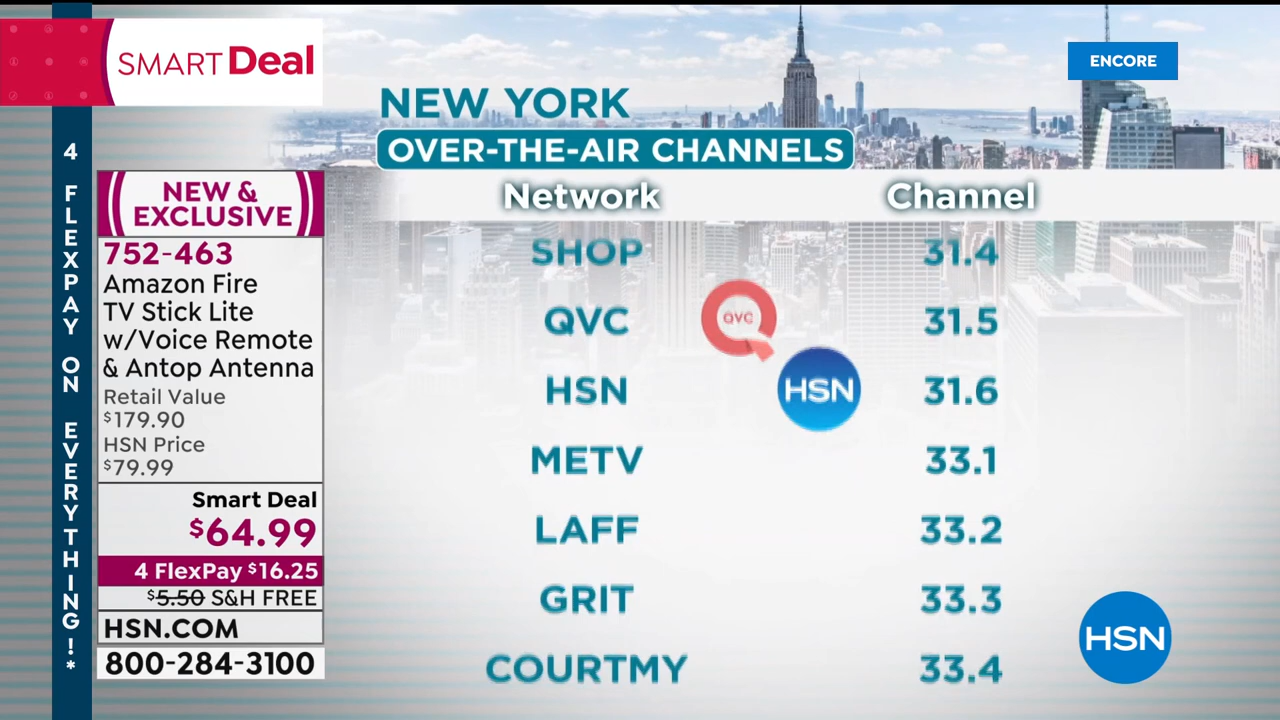 SMART Deal
ENCORE
4 FLEXPAY ON EVERYTHING!*
NEW & EXCLUSIVE
752-463
Amazon Fire
TV Stick Lite
w/Voice Remote
& Antop Antenna
Retail Value
$179.90
HSN Price
$79.99
Smart Deal
$64.99
4 FlexPay $16.25
$5.50 S&H FREE
HSN.COM
800-284-3100
NEW YORK
OVER-THE-AIR CHANNELS
Network Channel
SHOP 31.4
QVC QVC 31.5
HSN HSN 31.6
METV 33.1
LAFF 33.2
GRIT 33.3
COURTMY 33.4
HSN